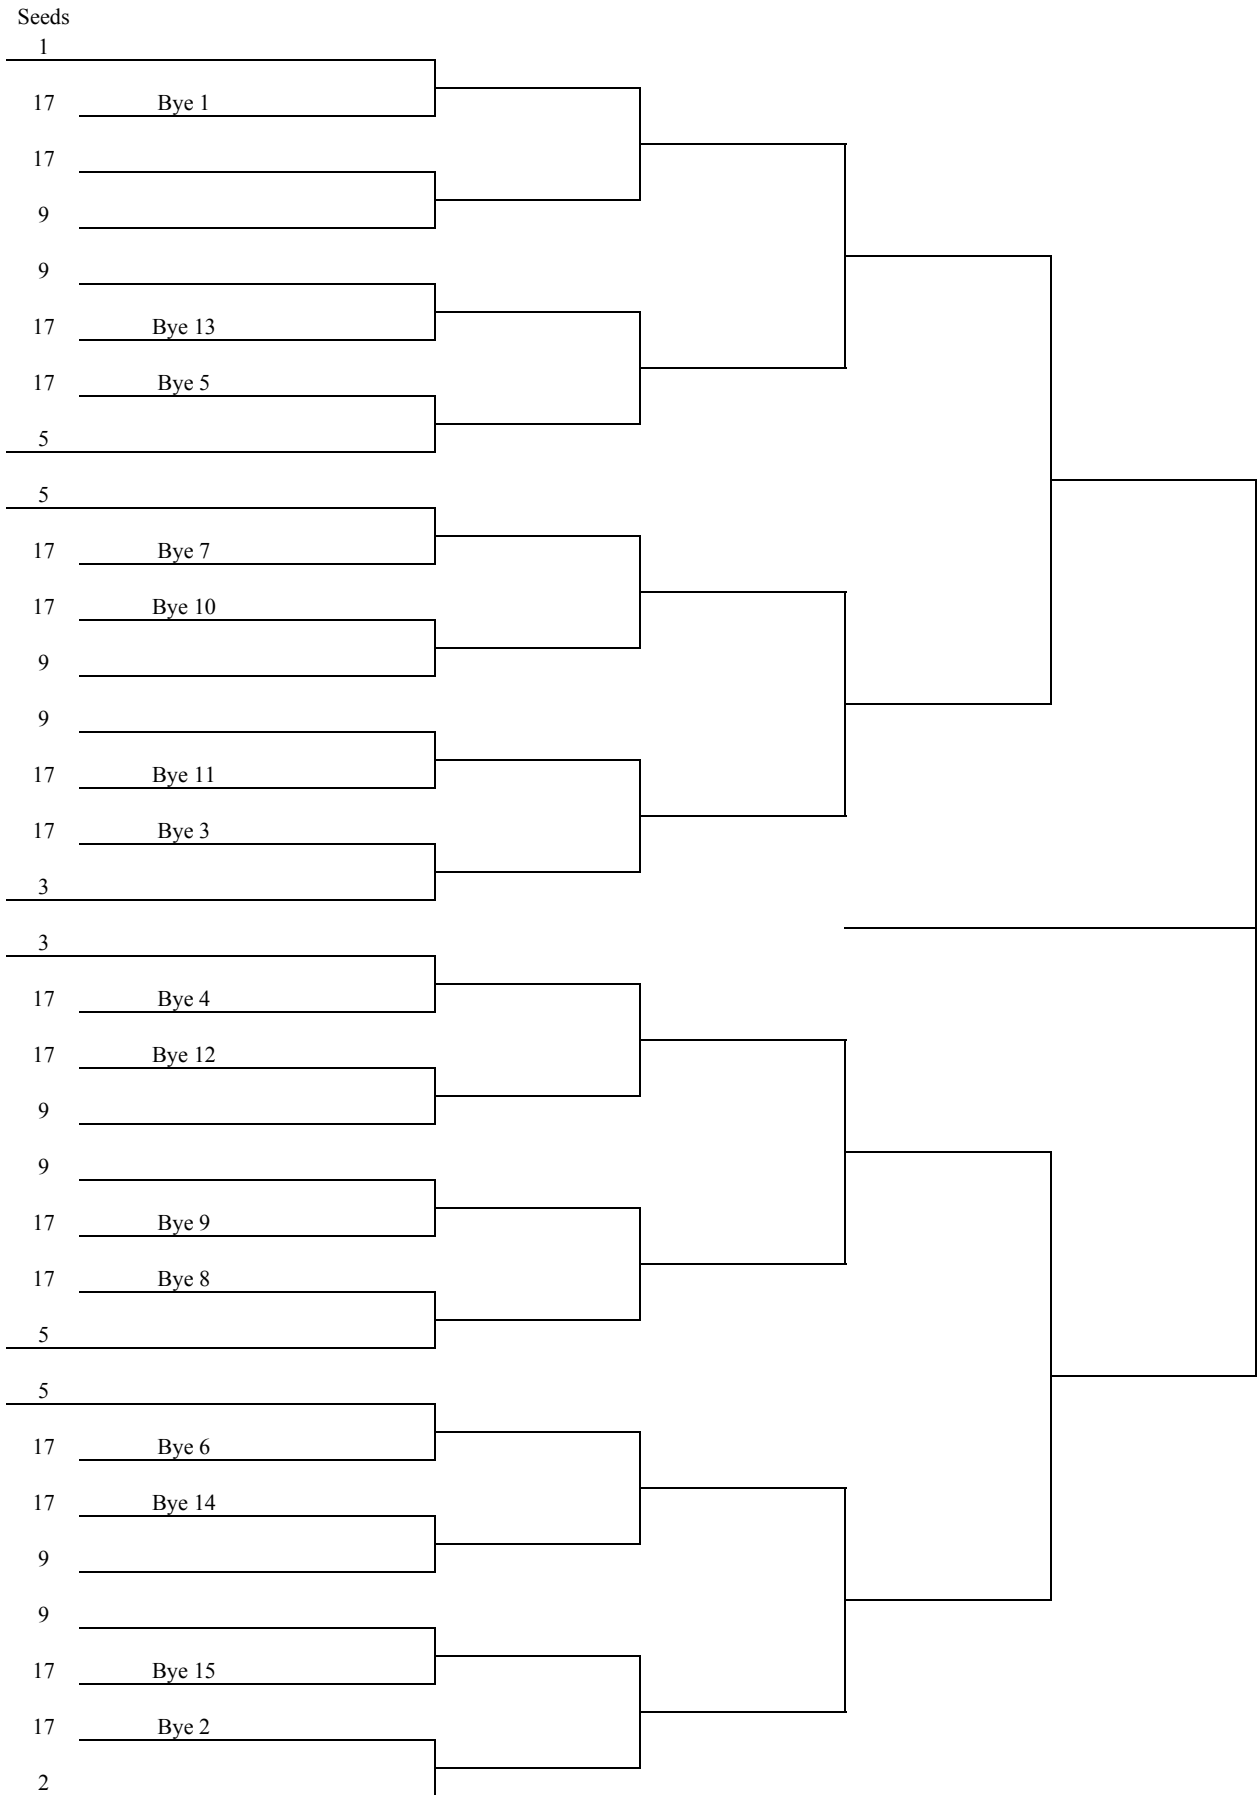 Seeds
1
17 Bye 1
17
9
9
17 Bye 13
17 Bye 5
5
5
17 Bye 7
17 Bye 10
9
9
17 Bye 11
17 Bye 3
3
3
17 Bye 4
17 Bye 12
9
9
17 Bye 9
17 Bye 8
5
5
17 Bye 6
17 Bye 14
9
9
17 Bye 15
17 Bye 2
2